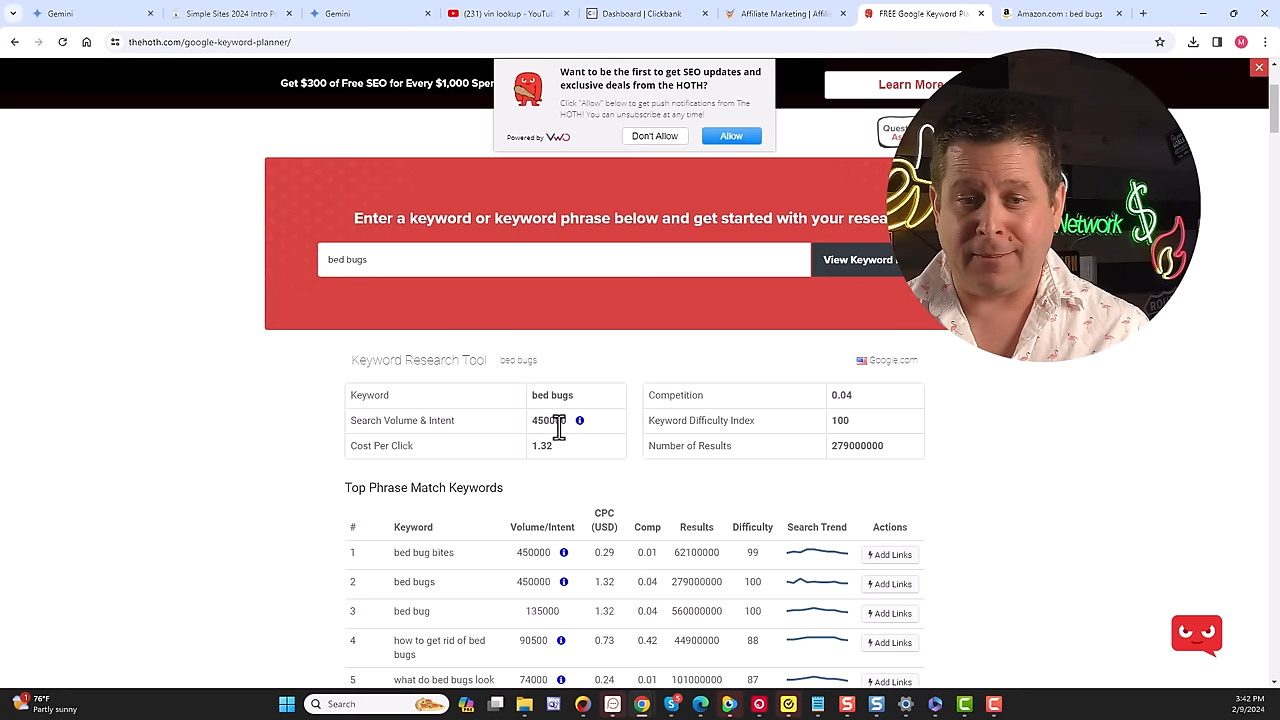 Gemini
Simple Sites 2024 Intro P
Gemini
(231) vin lookup - YouTub
Dashboard | Clickbank
Affiliate Marketing | Affili
FREE Google Keyword Pla
Amazon.com : bed bugs
thehoth.com/google-keyword-planner/
M
Get $300 of Free SEO for Every $1,000 Spen
Learn More
Want to be the first to get SEO updates and
exclusive deals from the HOTH?
Click "Allow" below to get push notifications from The
HOTH! You can unsubscribe at any time!
Powered by VWO
Don't Allow
Allow
Enter a keyword or keyword phrase below and get started with your resea
bed bugs
View Keyword
Network
$
Keyword Research Tool bed bugs
Google.com
Keyword bed bugs
Search Volume & Intent 450000
Cost Per Click 1.32
Competition 0.04
Keyword Difficulty Index 100
Number of Results 279000000
Top Phrase Match Keywords
# Keyword Volume/Intent CPC (USD) Comp Results Difficulty Search Trend Actions
1 bed bug bites 450000 0.29 0.01 62100000 99 Add Links
2 bed bugs 450000 1.32 0.04 279000000 100 Add Links
3 bed bug 135000 1.32 0.04 560000000 100 Add Links
4 how to get rid of bed bugs 90500 0.73 0.42 44900000 88 Add Links
5 what do bed bugs look 74000 0.24 0.01 101000000 87 Add Links
1
76°F
Partly sunny
Search
3:42 PM
2/9/2024